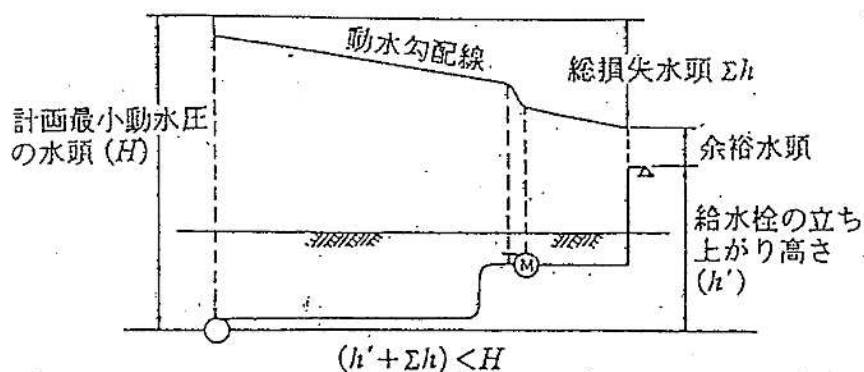 動水勾配線
総損失水頭 Σh
計画最小動水圧
の水頭 (H)
余裕水頭
給水栓の立ち
上がり高さ
(h′)
M
(h′+Σh)<H